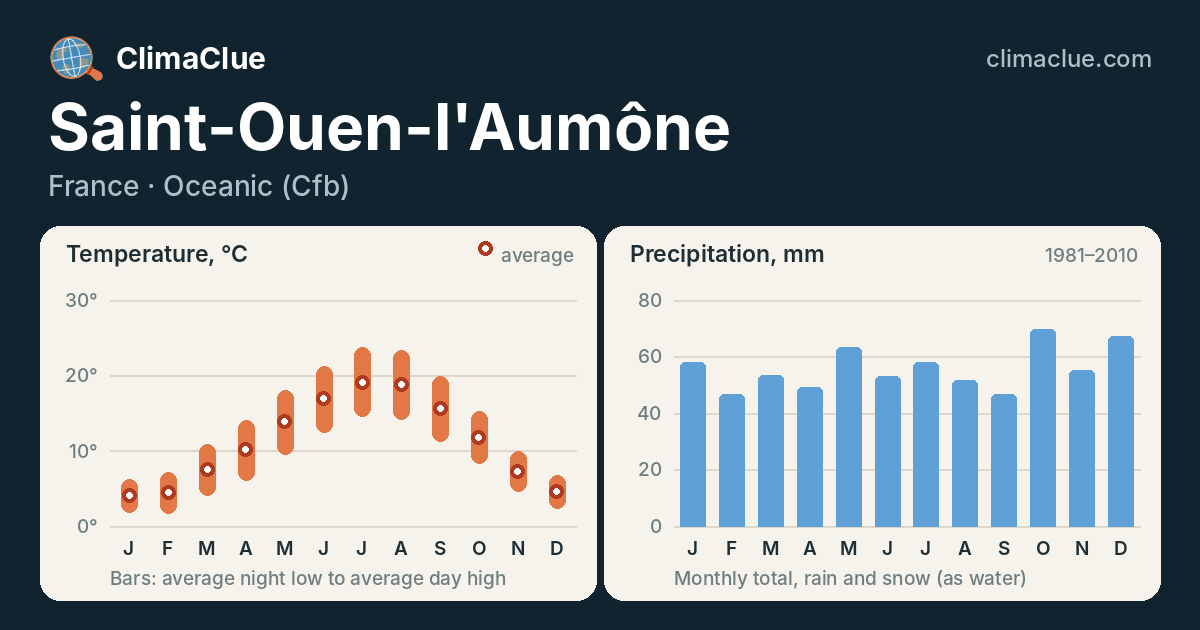 ClimaClue
climaclue.com
Saint-Ouen-l'Aumône
France · Oceanic (Cfb)
Temperature, °C
average
30°
20°
10°
0°
J F M A M J J A S O N D
Bars: average night low to average day high
Precipitation, mm
1981–2010
80
60
40
20
0
J F M A M J J A S O N D
Monthly total, rain and snow (as water)